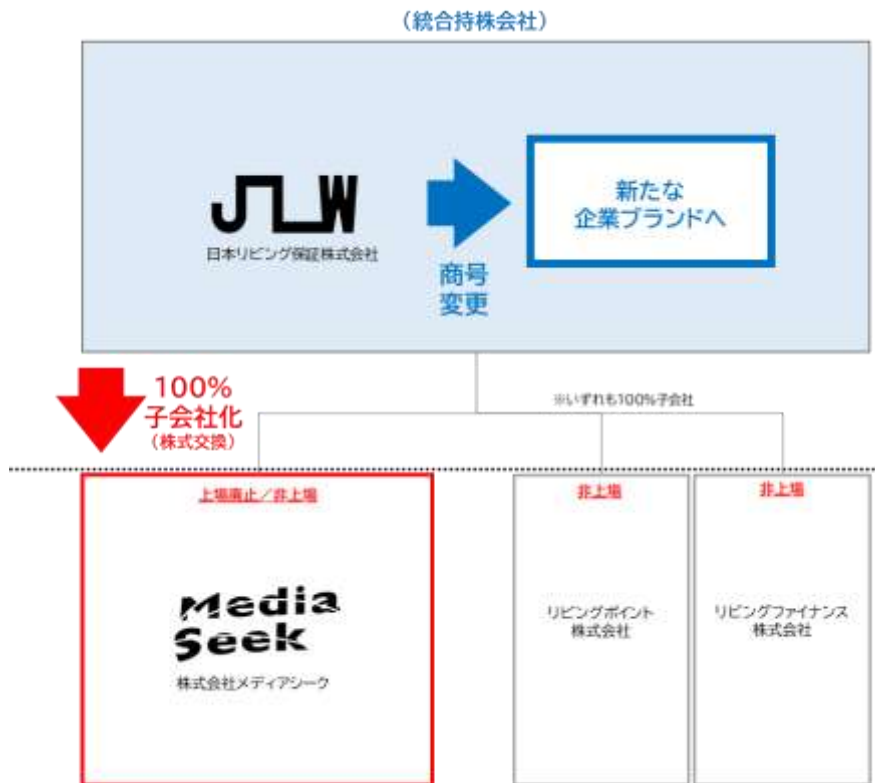 （統合持株会社）
JLW
日本リビング保証株式会社
商号
変更
新たな
企業ブランドへ
100%
子会社化
（株式交換）
※いずれも100%子会社
上場廃止／非上場
Media
Seek
株式会社メディアシーク
非上場
リビングポイント
株式会社
非上場
リビングファイナンス
株式会社